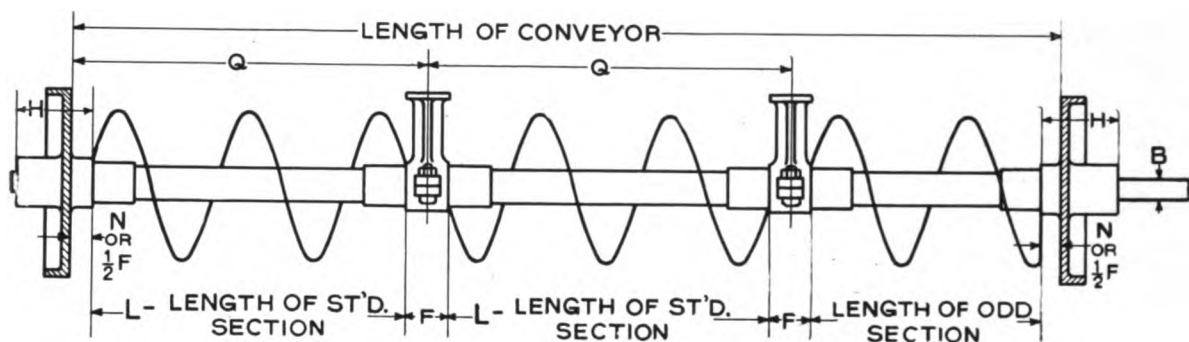 LENGTH OF CONVEYOR
Q
Q
H
H
B
N
OR
½F
N
OR
½F
L- LENGTH OF ST'D.
SECTION
F
L- LENGTH OF ST'D.
SECTION
F
LENGTH OF ODD
SECTION